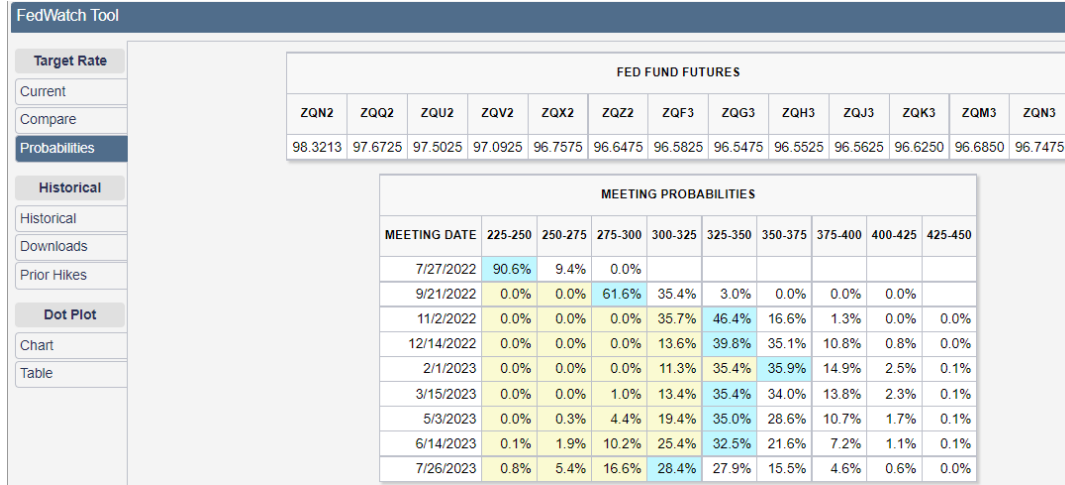 FedWatch Tool
Target Rate
Current
Compare
Probabilities
Historical
Historical
Downloads
Prior Hikes
Dot Plot
Chart
Table
FED FUND FUTURES
ZQN2 ZQQ2 ZQU2 ZQV2 ZQX2 ZQZ2 ZQF3 ZQG3 ZQH3 ZQJ3 ZQK3 ZQM3 ZQN3
98.3213 97.6725 97.5025 97.0925 96.7575 96.6475 96.5825 96.5475 96.5525 96.5625 96.6250 96.6850 96.7475
MEETING PROBABILITIES
MEETING DATE 225-250 250-275 275-300 300-325 325-350 350-375 375-400 400-425 425-450
7/27/2022 90.6% 9.4% 0.0%
9/21/2022 0.0% 0.0% 61.6% 35.4% 3.0% 0.0% 0.0% 0.0%
11/2/2022 0.0% 0.0% 0.0% 35.7% 46.4% 16.6% 1.3% 0.0% 0.0%
12/14/2022 0.0% 0.0% 0.0% 13.6% 39.8% 35.1% 10.8% 0.8% 0.0%
2/1/2023 0.0% 0.0% 0.0% 11.3% 35.4% 35.9% 14.9% 2.5% 0.1%
3/15/2023 0.0% 0.0% 1.0% 13.4% 35.4% 34.0% 13.8% 2.3% 0.1%
5/3/2023 0.0% 0.3% 4.4% 19.4% 35.0% 28.6% 10.7% 1.7% 0.1%
6/14/2023 0.1% 1.9% 10.2% 25.4% 32.5% 21.6% 7.2% 1.1% 0.1%
7/26/2023 0.8% 5.4% 16.6% 28.4% 27.9% 15.5% 4.6% 0.6% 0.0%